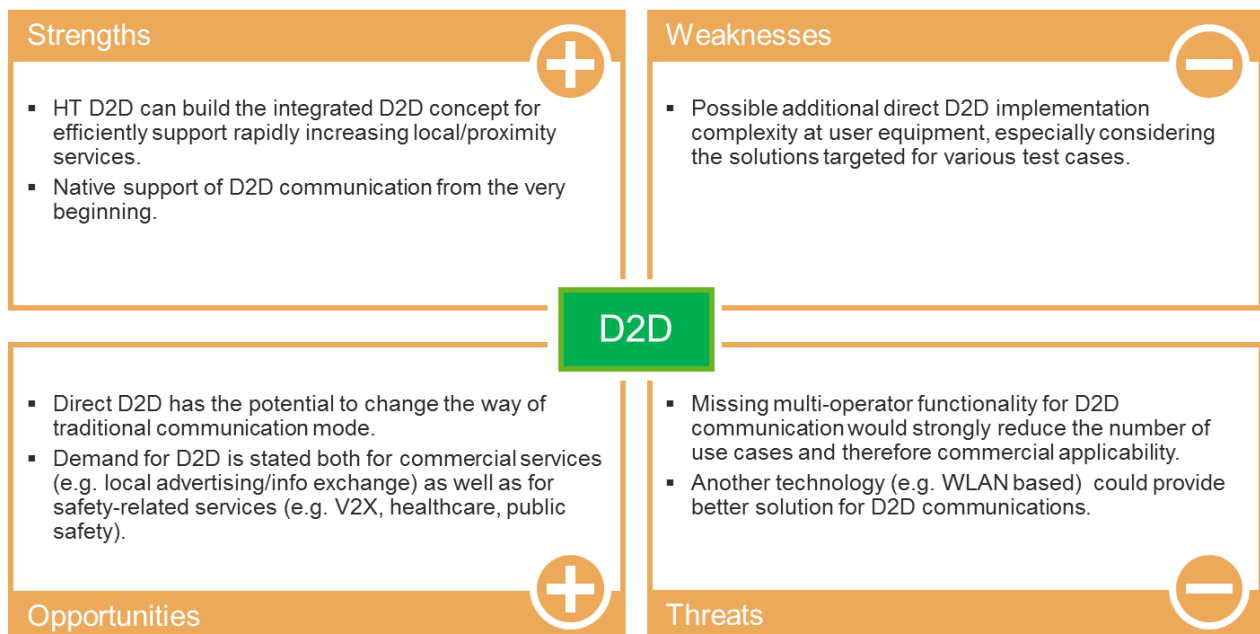 Strengths
▪ HT D2D can build the integrated D2D concept for
efficiently support rapidly increasing local/proximity
services.
▪ Native support of D2D communication from the very
beginning.
Weaknesses
▪ Possible additional direct D2D implementation
complexity at user equipment, especially considering
the solutions targeted for various test cases.
D2D
▪ Direct D2D has the potential to change the way of
traditional communication mode.
▪ Demand for D2D is stated both for commercial services
(e.g. local advertising/info exchange) as well as for
safety-related services (e.g. V2X, healthcare, public
safety).
Opportunities
▪ Missing multi-operator functionality for D2D
communication would strongly reduce the number of
use cases and therefore commercial applicability.
▪ Another technology (e.g. WLAN based) could provide
better solution for D2D communications.
Threats